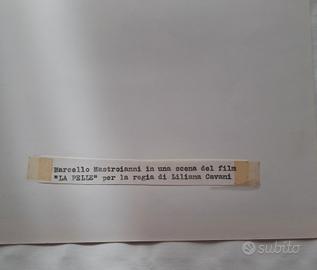 Marcello Mastroianni in una scena del film
"LA PELLE" per la regia di Liliana Cavani
subito